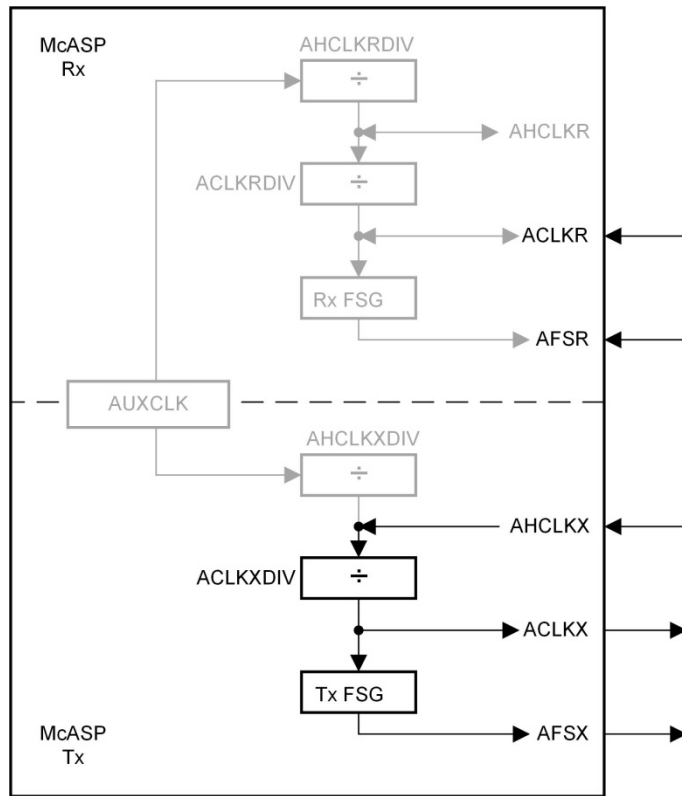 McASP
Rx
AHCLKRDIV
÷
AHCLKR
ACLKRDIV
÷
ACLKR
Rx FSG
AFSR
AUXCLK
AHCLKXDIV
÷
AHCLKX
ACLKXDIV
÷
ACLKX
Tx FSG
AFSX
McASP
Tx